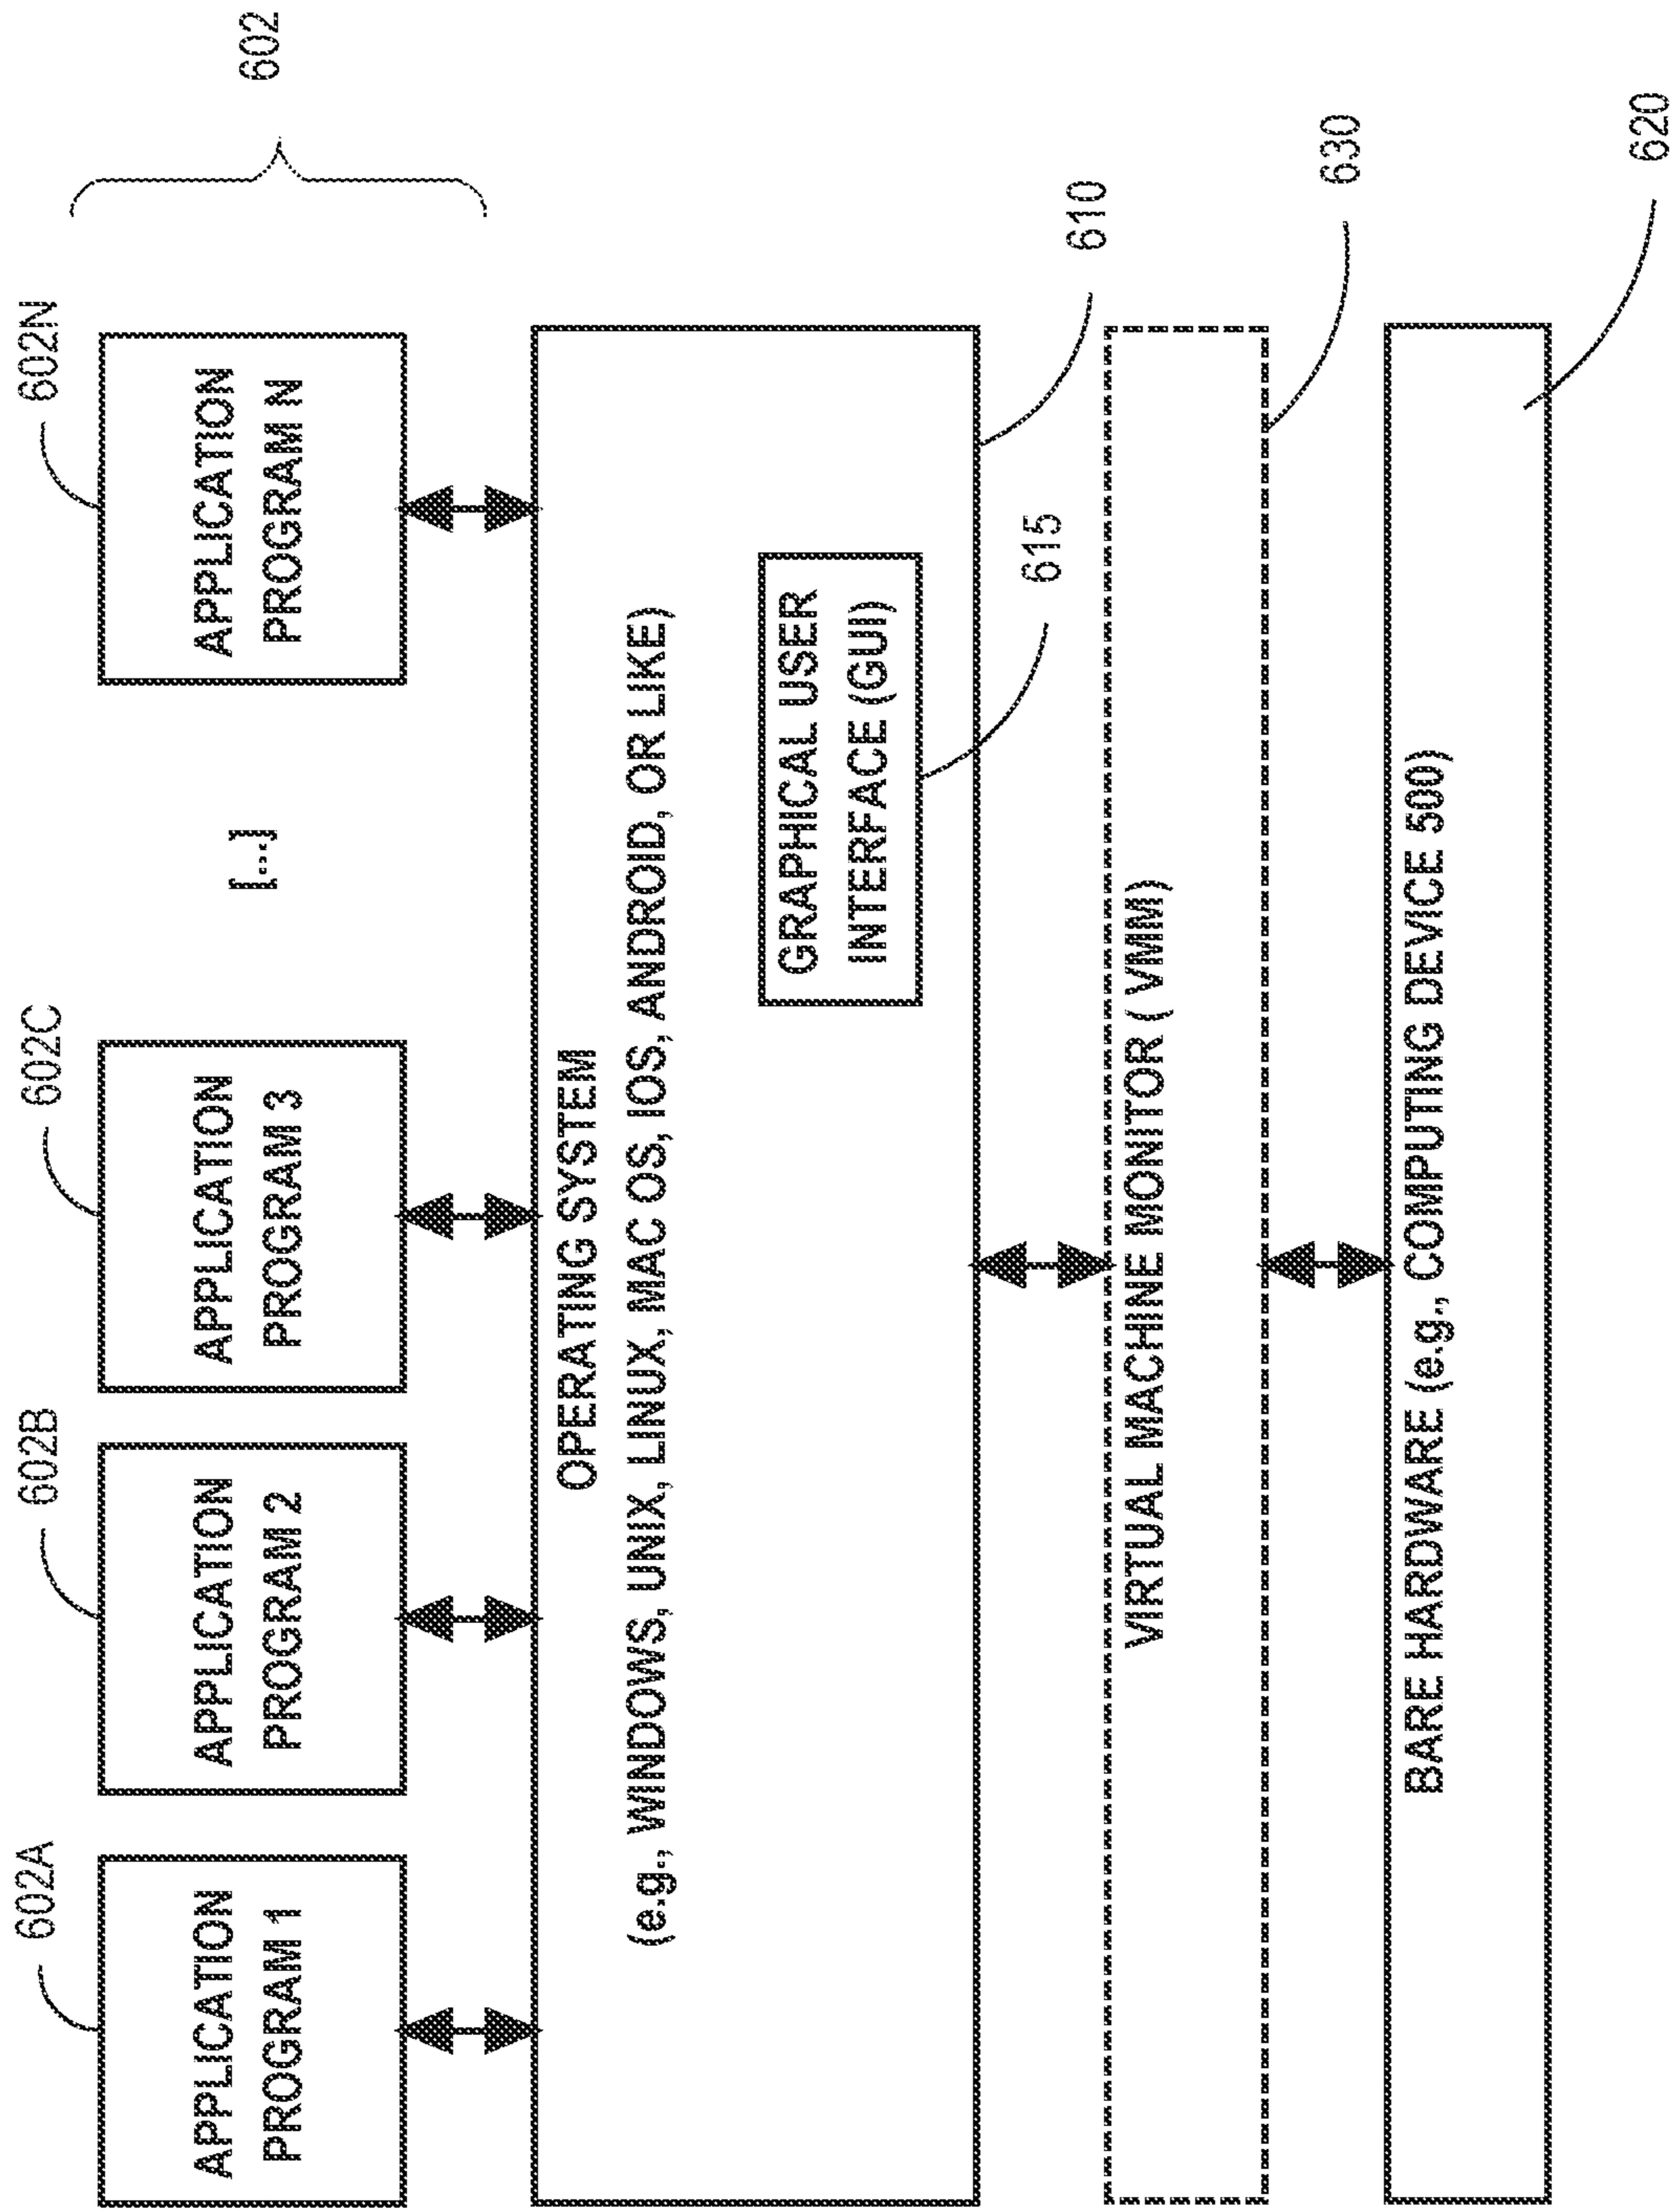 602A
602B
602C
602N
602
APPLICATION
PROGRAM 1
APPLICATION
PROGRAM 2
APPLICATION
PROGRAM 3
[...]
APPLICATION
PROGRAM N
OPERATING SYSTEM
(e.g., WINDOWS, UNIX, LINUX, MAC OS, IOS, ANDROID, OR LIKE)
GRAPHICAL USER
INTERFACE (GUI)
615
610
VIRTUAL MACHINE MONITOR ( VMM)
630
BARE HARDWARE (e.g., COMPUTING DEVICE 500)
620